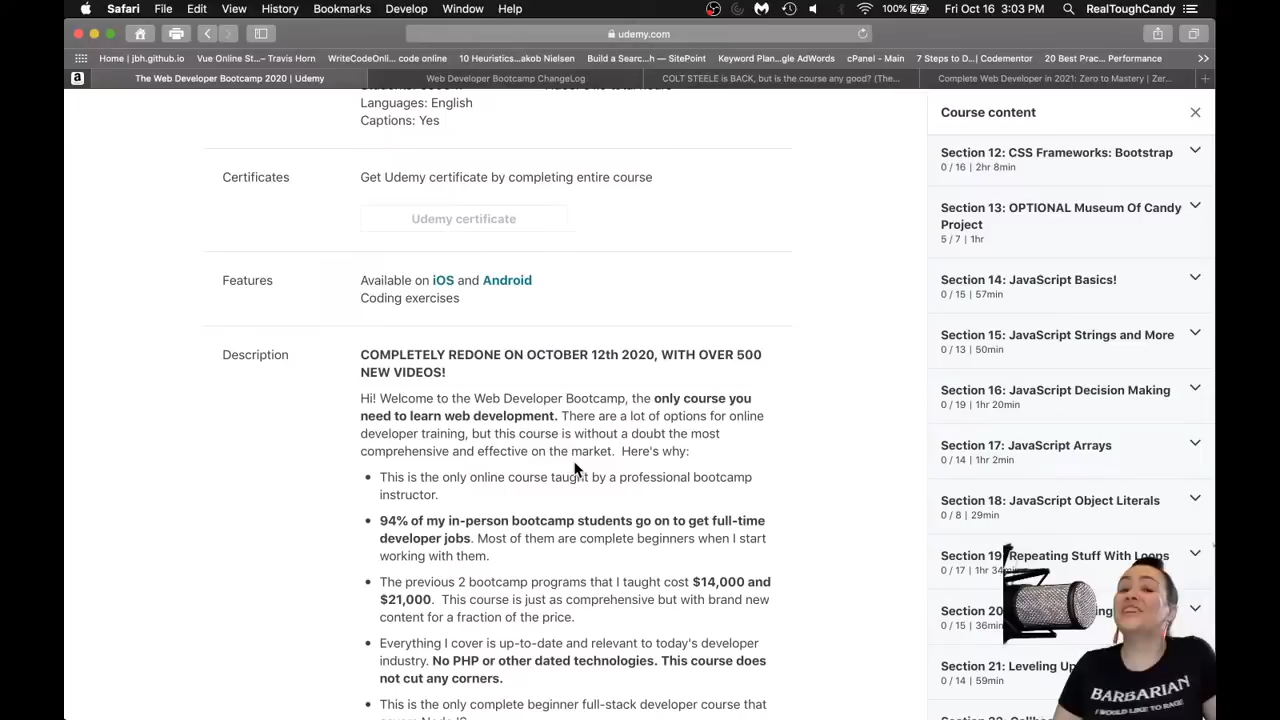 Safari File Edit View History Bookmarks Develop Window Help 100% Fri Oct 16 3:03 PM RealToughCandy
udemy.com
Home | jbh.github.io Vue Online St...– Travis Horn WriteCodeOnli... code online 10 Heuristics...akob Nielsen Build a Searc...h — SitePoint Keyword Plan...gle AdWords cPanel - Main 7 Steps to D...| Codementor 20 Best Prac... Performance
The Web Developer Bootcamp 2020 | Udemy Web Developer Bootcamp ChangeLog COLT STEELE is BACK, but is the course any good? (The... Complete Web Developer in 2021: Zero to Mastery | Zer...
Languages: English
Captions: Yes
Certificates
Get Udemy certificate by completing entire course
Udemy certificate
Features
Available on iOS and Android
Coding exercises
Description
COMPLETELY REDONE ON OCTOBER 12th 2020, WITH OVER 500
NEW VIDEOS!
Hi! Welcome to the Web Developer Bootcamp, the only course you
need to learn web development. There are a lot of options for online
developer training, but this course is without a doubt the most
comprehensive and effective on the market. Here's why:
• This is the only online course taught by a professional bootcamp
instructor.
• 94% of my in-person bootcamp students go on to get full-time
developer jobs. Most of them are complete beginners when I start
working with them.
• The previous 2 bootcamp programs that I taught cost $14,000 and
$21,000. This course is just as comprehensive but with brand new
content for a fraction of the price.
• Everything I cover is up-to-date and relevant to today's developer
industry. No PHP or other dated technologies. This course does
not cut any corners.
• This is the only complete beginner full-stack developer course that
Course content
Section 12: CSS Frameworks: Bootstrap
0 / 16 | 2hr 8min
Section 13: OPTIONAL Museum Of Candy
Project
5 / 7 | 1hr
Section 14: JavaScript Basics!
0 / 15 | 57min
Section 15: JavaScript Strings and More
0 / 13 | 50min
Section 16: JavaScript Decision Making
0 / 19 | 1hr 20min
Section 17: JavaScript Arrays
0 / 14 | 1hr 2min
Section 18: JavaScript Object Literals
0 / 8 | 29min
Section 19: Repeating Stuff With Loops
0 / 17 | 1hr 34min
Section 20
0 / 15 | 36min
Section 21: Leveling Up
0 / 14 | 59min
BARBARIAN
I WOULD LIKE TO RAGE